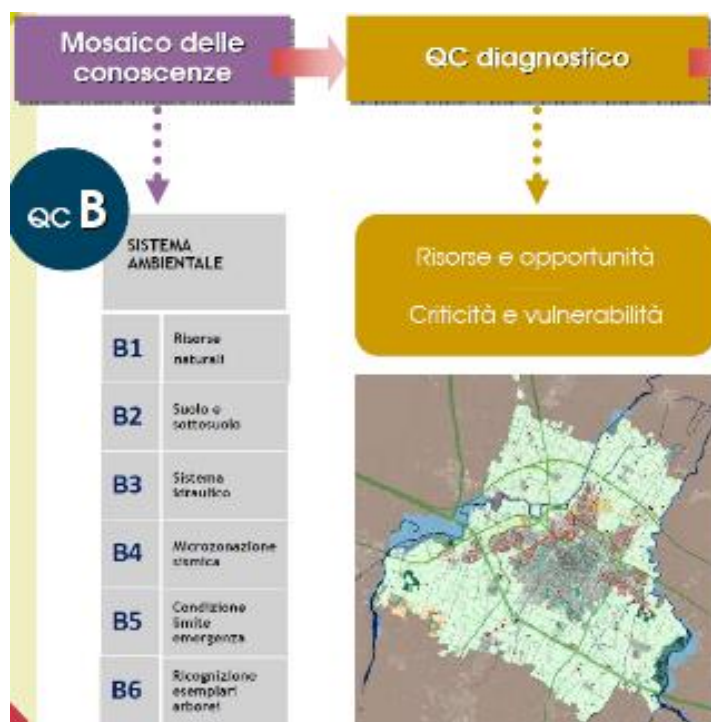 Mosaico delle
conoscenze
QC diagnostico
QC B
SISTEMA
AMBIENTALE
Risorse e opportunità
Criticità e vulnerabilità
B1
Risorse
naturali
B2
Suolo e
sottosuolo
B3
Sistema
idraulico
B4
Microzonazione
sismica
B5
Condizione
limite
emergenza
B6
Ricognizione
esemplari
arborei